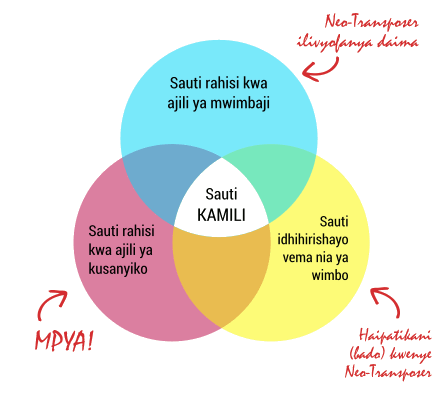 Neo-Transposer
ilivyofanya daima
Sauti rahisi kwa
ajili ya mwimbaji
Sauti
KAMILI
Sauti rahisi
kwa ajili ya
kusanyiko
Sauti
idhihirishayo
vema nia ya
wimbo
MPYA!
Haipatikani
(bado) kwenye
Neo-Transposer